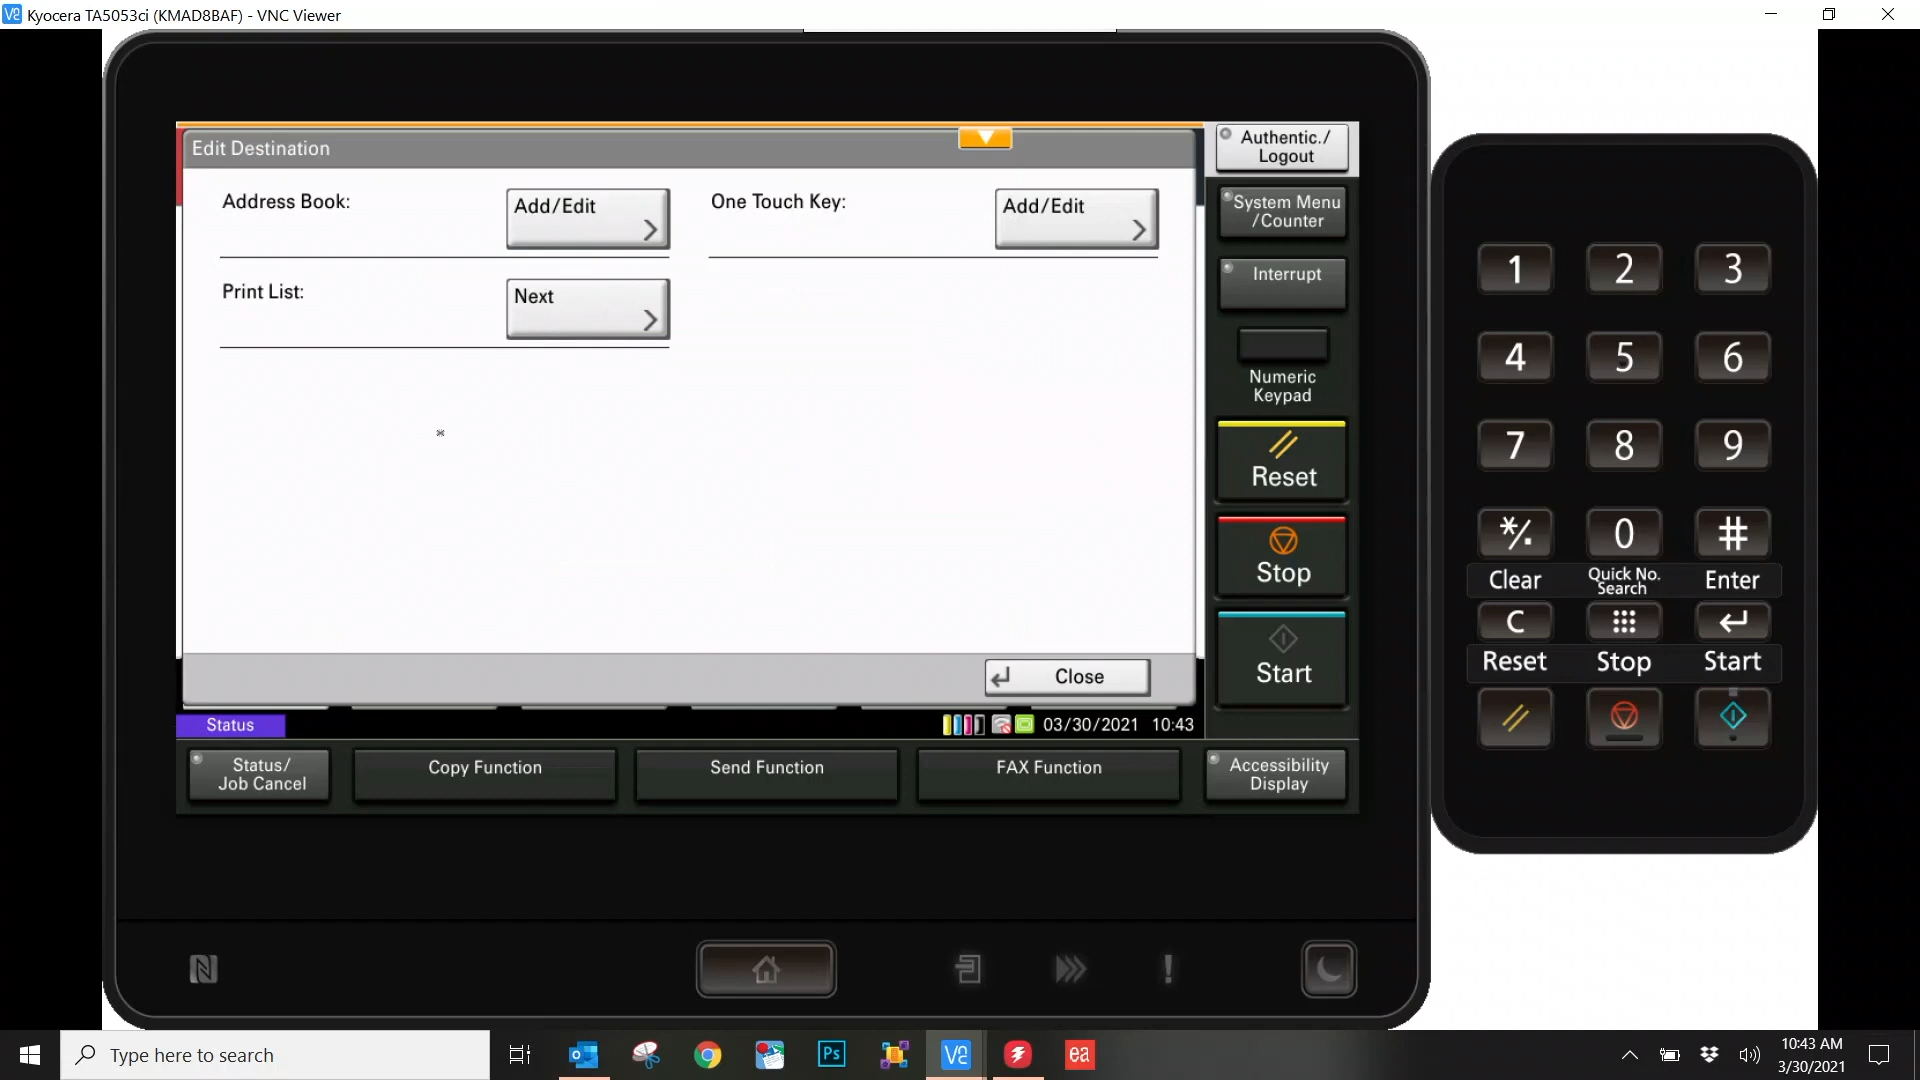 Kyocera TA5053ci (KMAD8BAF) - VNC Viewer
Edit Destination
Address Book:
Add/Edit
One Touch Key:
Add/Edit
Print List:
Next
Close
Status
03/30/2021 10:43
Status/
Job Cancel
Copy Function
Send Function
FAX Function
Accessibility
Display
Authentic./
Logout
System Menu
/Counter
Interrupt
Numeric
Keypad
Reset
Stop
Start
1 2 3
4 5 6
7 8 9
*/. 0 #
Clear
Quick No.
Search
Enter
C
Reset Stop Start
Type here to search
Ps
V2
ea
10:43 AM
3/30/2021